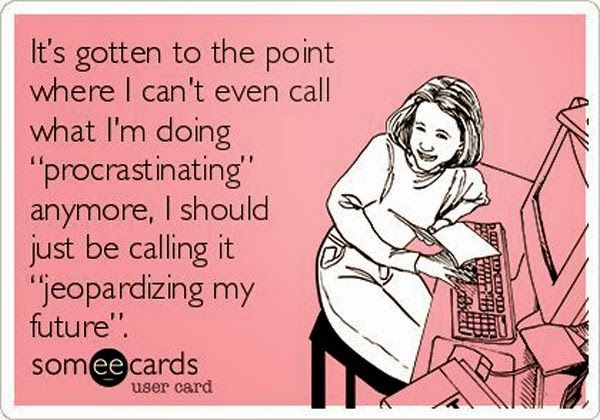 It's gotten to the point
where I can't even call
what I'm doing
“procrastinating”
anymore, I should
just be calling it
“jeopardizing my
future”.
someecards
user card